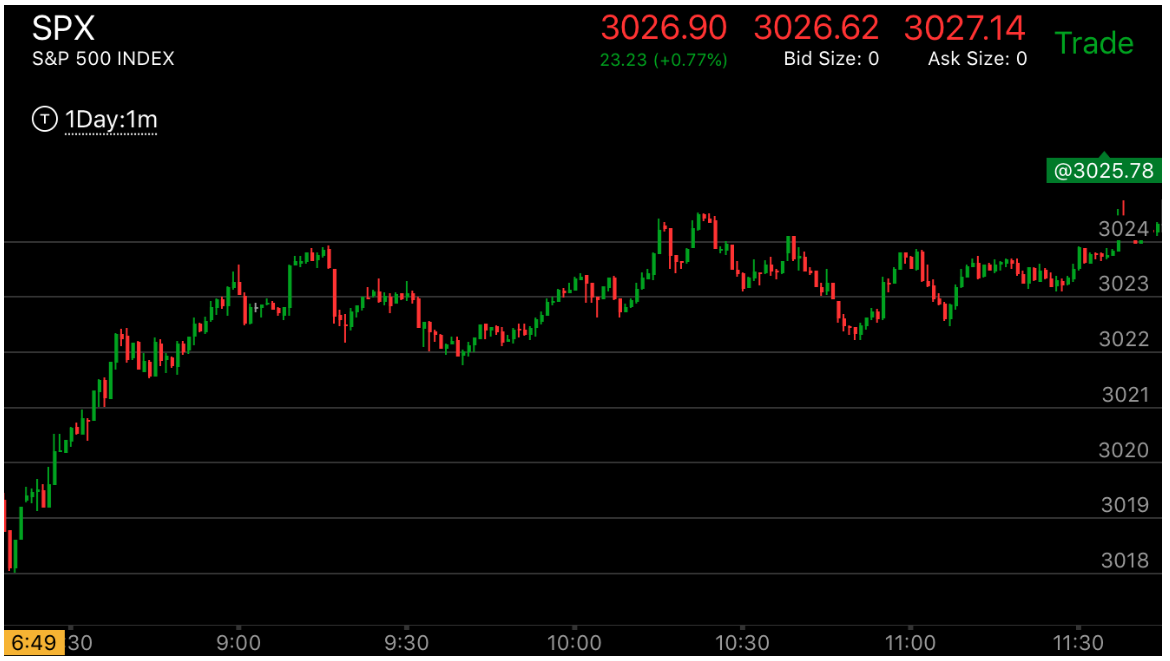 SPX
S&P 500 INDEX
3026.90
23.23 (+0.77%)
3026.62
Bid Size: 0
3027.14
Ask Size: 0
Trade
T 1Day:1m
@3025.78
3024
3023
3022
3021
3020
3019
3018
6:49 30 9:00 9:30 10:00 10:30 11:00 11:30